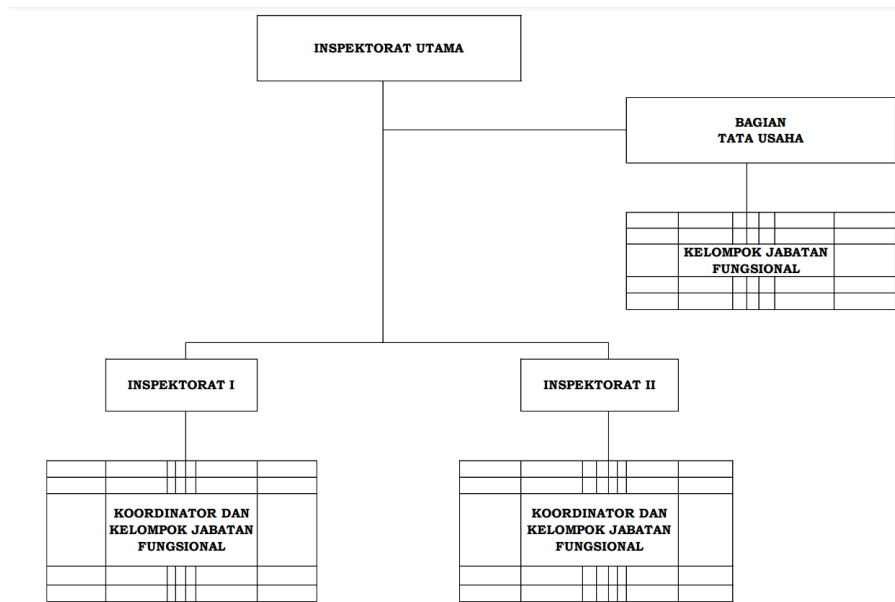 INSPEKTORAT UTAMA
BAGIAN
TATA USAHA
KELOMPOK JABATAN
FUNGSIONAL
INSPEKTORAT I
INSPEKTORAT II
KOORDINATOR DAN
KELOMPOK JABATAN
FUNGSIONAL
KOORDINATOR DAN
KELOMPOK JABATAN
FUNGSIONAL